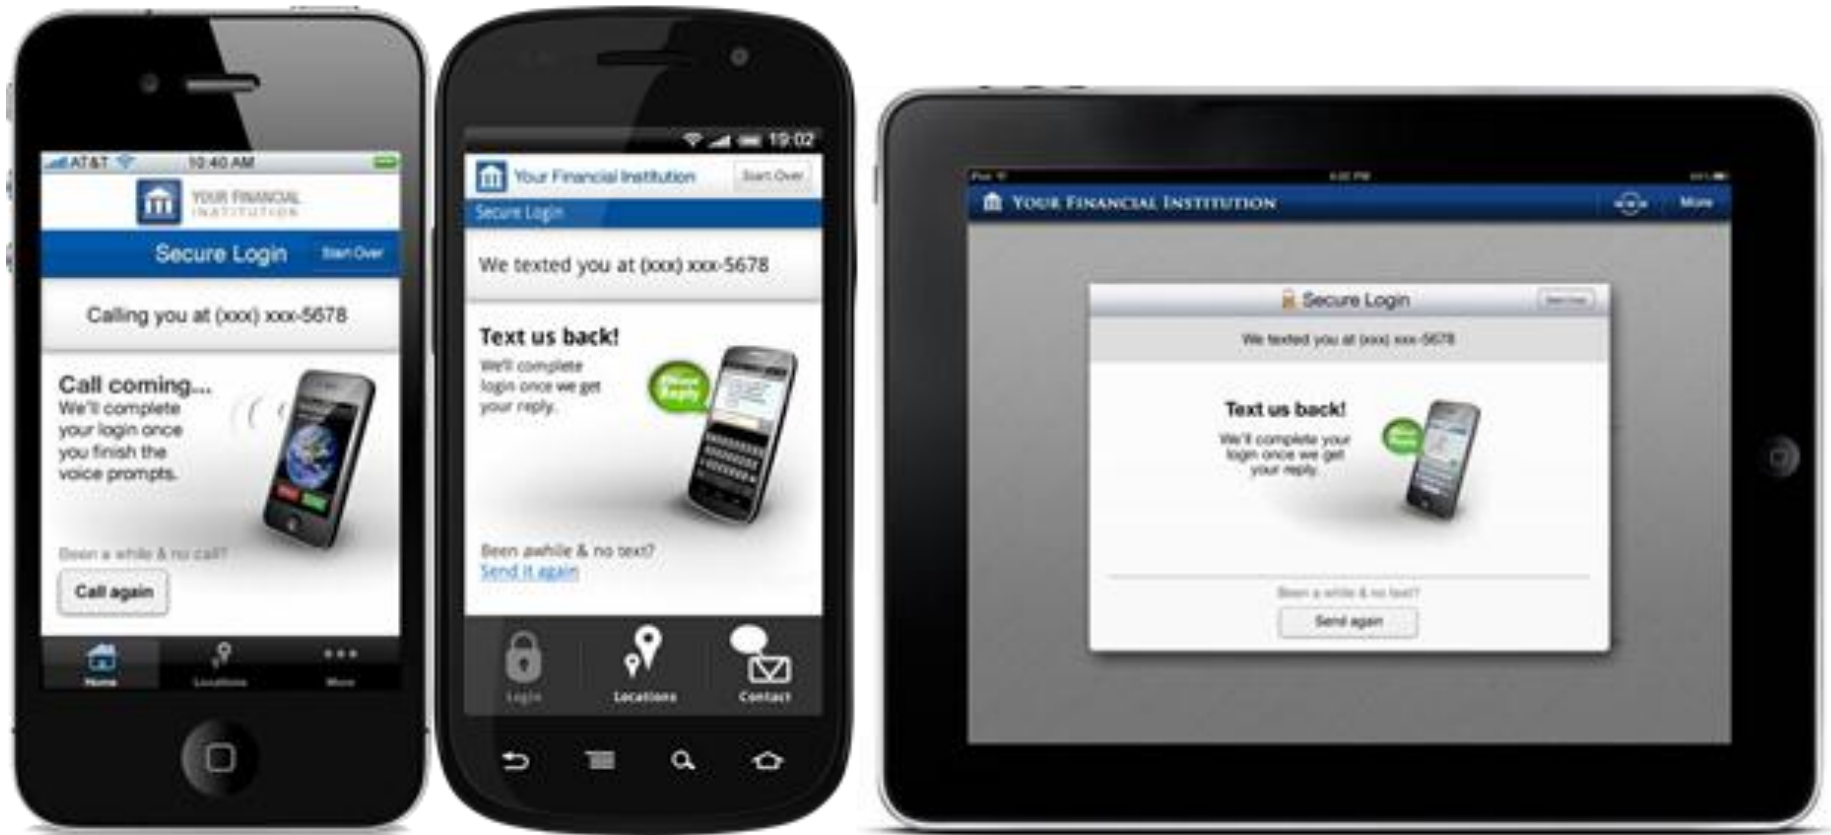 AT&T
10:40 AM
YOUR FINANCIAL
INSTITUTION
Secure Login
Start Over
Calling you at (xxx) xxx-5678
Call coming...
We'll complete
your login once
you finish the
voice prompts.
Been a while & no call?
Call again
Home
Locations
More
19:02
Your Financial Institution
Start Over
Secure Login
We texted you at (xxx) xxx-5678
Text us back!
We'll complete
login once we get
your reply.
Please
Reply
Been awhile & no text?
Send it again
Login
Locations
Contact
iPad
YOUR FINANCIAL INSTITUTION
More
Secure Login
Start Over
We texted you at (xxx) xxx-5678
Text us back!
We'll complete your
login once we get
your reply.
Been a while & no text?
Send again